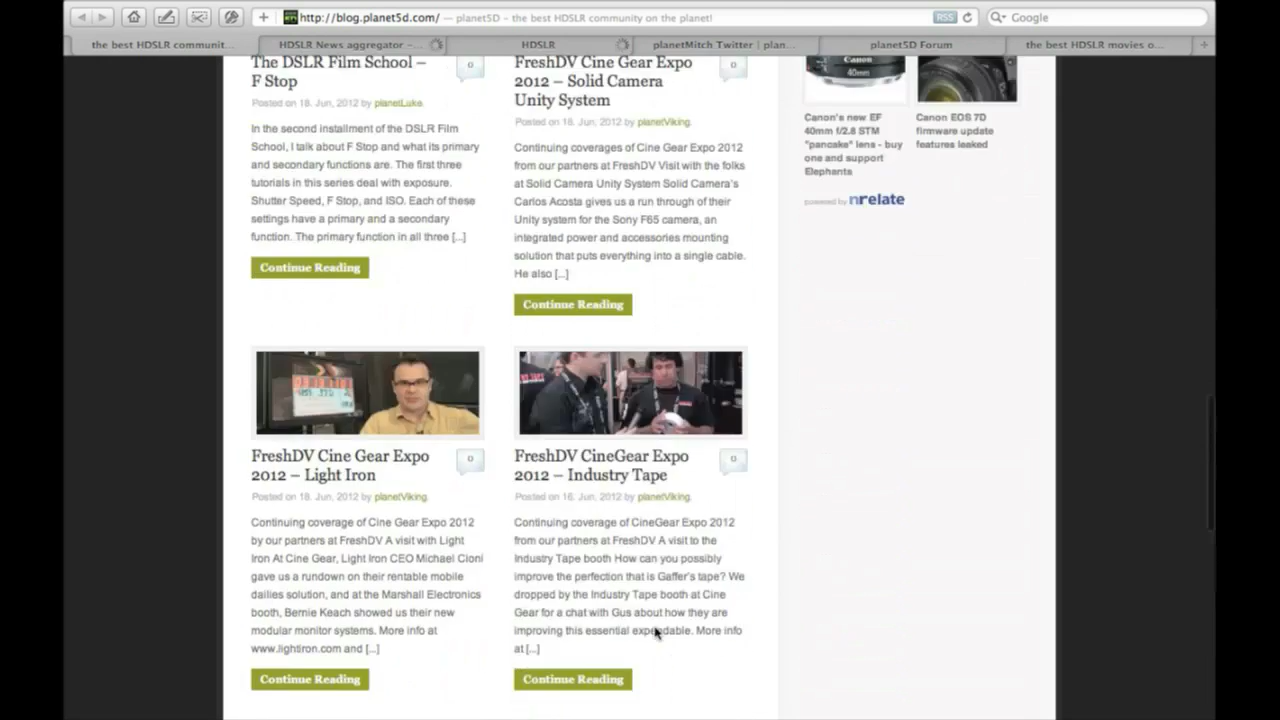 http://blog.planet5d.com/ — planet5D – the best HDSLR community on the planet!
RSS
Google
the best HDSLR communit...
HDSLR News aggregator –...
HDSLR
planetMitch Twitter | plan...
planet5D Forum
the best HDSLR movies o...
The DSLR Film School –
F Stop
0
Posted on 18. Jun, 2012 by planetLuke.
In the second installment of the DSLR Film
School, I talk about F Stop and what its primary
and secondary functions are. The first three
tutorials in this series deal with exposure.
Shutter Speed, F Stop, and ISO. Each of these
settings have a primary and a secondary
function. The primary function in all three [...]
Continue Reading
FreshDV Cine Gear Expo
2012 – Solid Camera
Unity System
0
Posted on 18. Jun, 2012 by planetViking.
Continuing coverages of Cine Gear Expo 2012
from our partners at FreshDV Visit with the folks
at Solid Camera Unity System Solid Camera's
Carlos Acosta gives us a run through of their
Unity system for the Sony F65 camera, an
integrated power and accessories mounting
solution that puts everything into a single cable.
He also [...]
Continue Reading
Canon
40mm
Canon's new EF
40mm f/2.8 STM
"pancake" lens - buy
one and support
Elephants
Canon EOS 7D
firmware update
features leaked
powered by nrelate
FreshDV Cine Gear Expo
2012 – Light Iron
0
Posted on 18. Jun, 2012 by planetViking.
Continuing coverage of Cine Gear Expo 2012
by our partners at FreshDV A visit with Light
Iron At Cine Gear, Light Iron CEO Michael Cioni
gave us a rundown on their rentable mobile
dailies solution, and at the Marshall Electronics
booth, Bernie Keach showed us their new
modular monitor systems. More info at
www.lightiron.com and [...]
Continue Reading
FreshDV CineGear Expo
2012 – Industry Tape
0
Posted on 16. Jun, 2012 by planetViking.
Continuing coverage of CineGear Expo 2012
from our partners at FreshDV A visit to the
Industry Tape booth How can you possibly
improve the perfection that is Gaffer's tape? We
dropped by the Industry Tape booth at Cine
Gear for a chat with Gus about how they are
improving this essential expendable. More info
at [...]
Continue Reading